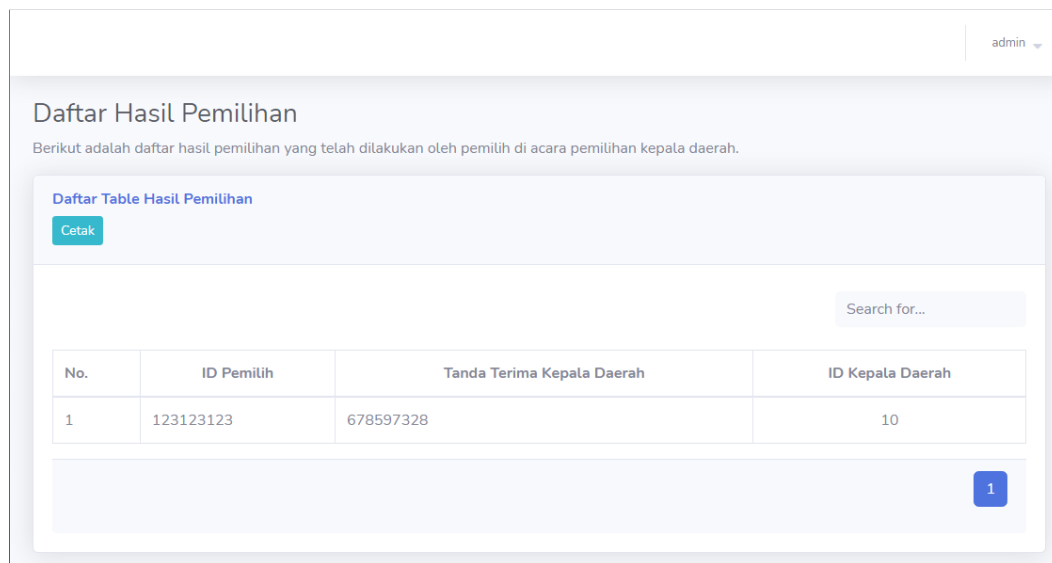 admin
Daftar Hasil Pemilihan
Berikut adalah daftar hasil pemilihan yang telah dilakukan oleh pemilih di acara pemilihan kepala daerah.
Daftar Table Hasil Pemilihan
Cetak
Search for...
No. ID Pemilih Tanda Terima Kepala Daerah ID Kepala Daerah
1 123123123 678597328 10
1